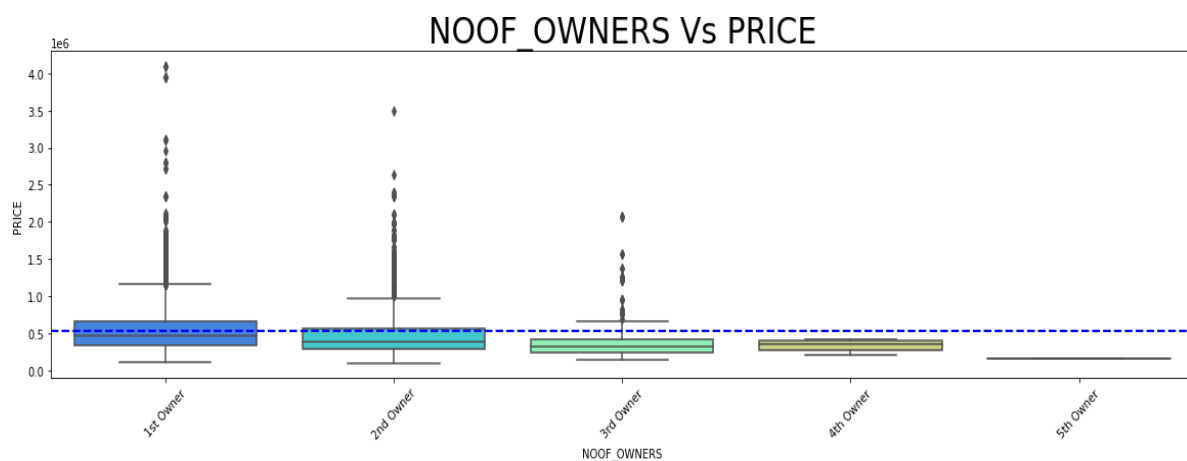 NOOF_OWNERS Vs PRICE
1e6
4.0
3.5
3.0
2.5
2.0
1.5
1.0
0.5
0.0
PRICE
1st Owner
2nd Owner
3rd Owner
4th Owner
5th Owner
NOOF_OWNERS